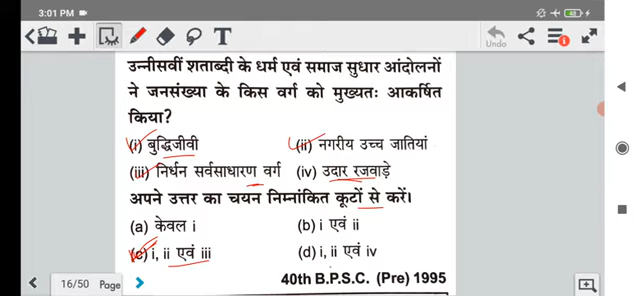 3:01 PM
43
T
Undo
उन्नीसवीं शताब्दी के धर्म एवं समाज सुधार आंदोलनों
ने जनसंख्या के किस वर्ग को मुख्यतः आकर्षित
किया?
(i) बुद्धिजीवी (ii) नगरीय उच्च जातियां
(iii) निर्धन सर्वसाधारण वर्ग (iv) उदार रजवाड़े
अपने उत्तर का चयन निम्नांकित कूटों से करें।
(a) केवल i (b) i एवं ii
(c) i, ii एवं iii (d) i, ii एवं iv
40th B.P.S.C. (Pre) 1995
16/50 Page